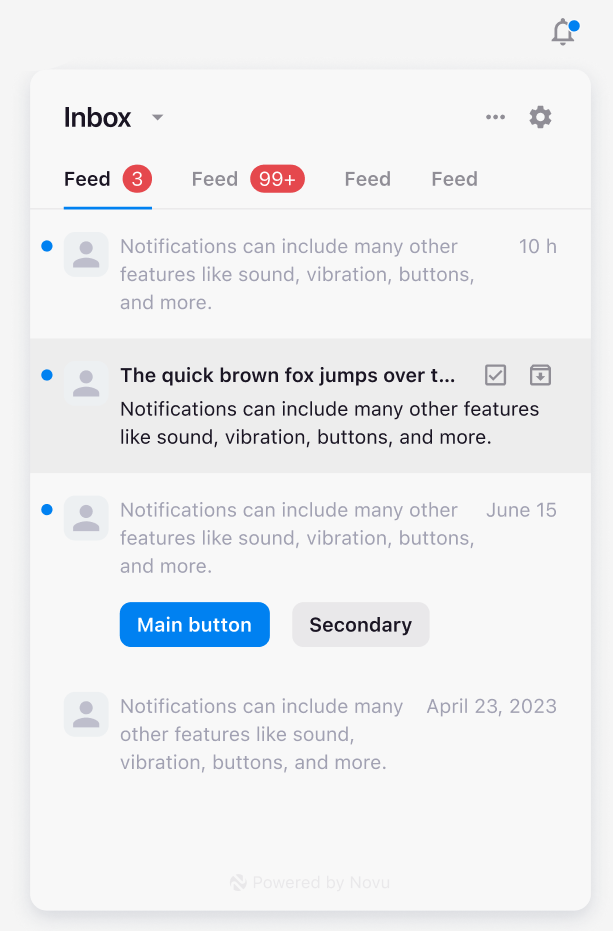 Inbox
Feed 3 Feed 99+ Feed Feed
Notifications can include many other 10 h
features like sound, vibration, buttons,
and more.
The quick brown fox jumps over t...
Notifications can include many other features
like sound, vibration, buttons, and more.
Notifications can include many other June 15
features like sound, vibration, buttons,
and more.
Main button Secondary
Notifications can include many April 23, 2023
other features like sound,
vibration, buttons, and more.
Powered by Novu